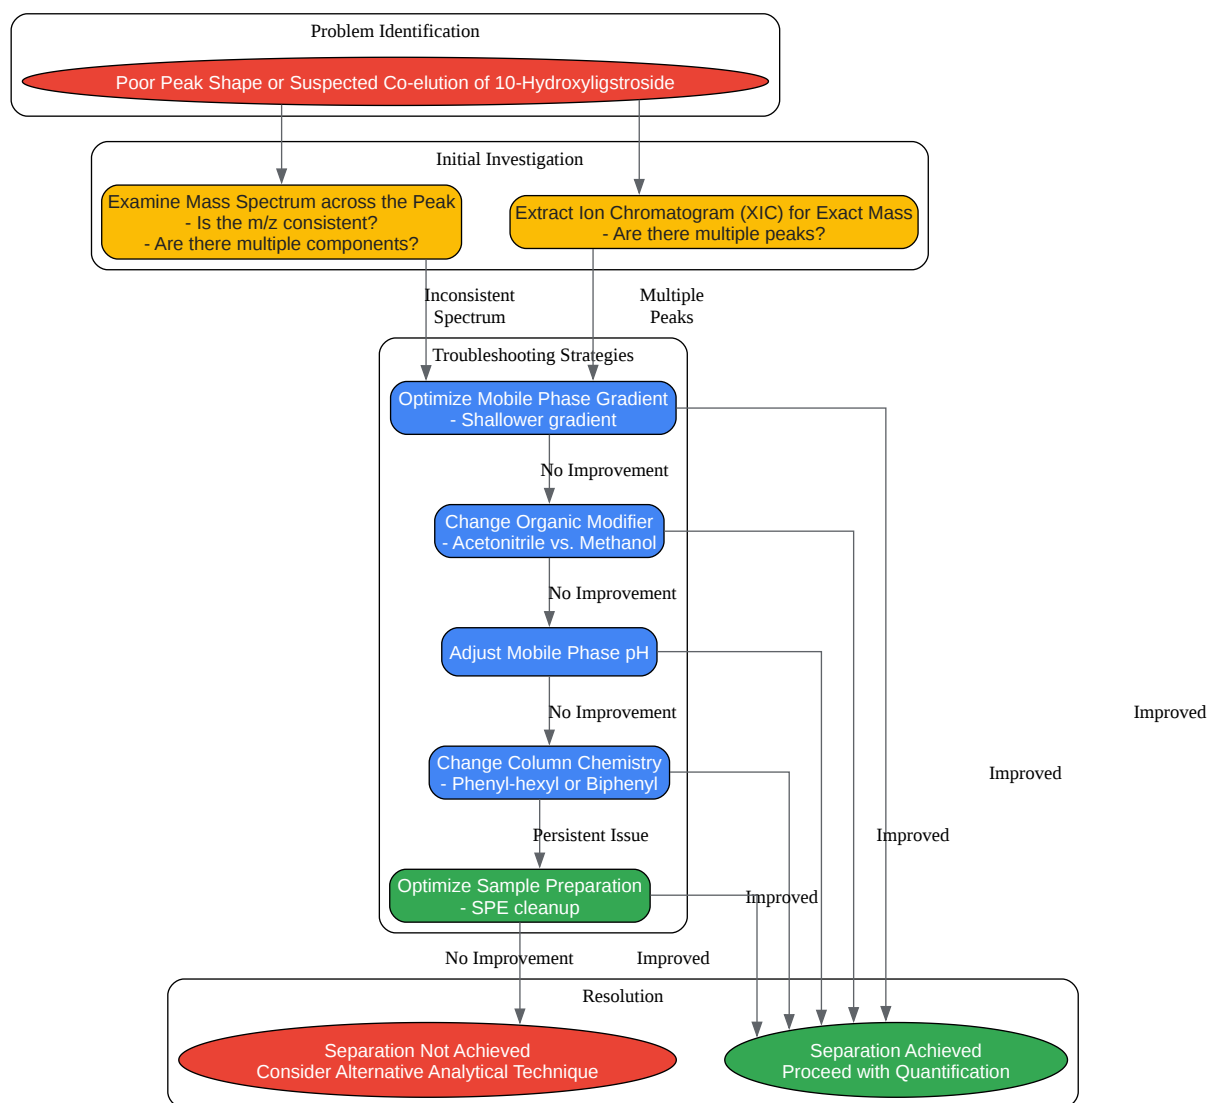 Problem Identification
Poor Peak Shape or Suspected Co-elution of 10-Hydroxyligstroside
Initial Investigation
Examine Mass Spectrum across the Peak
- Is the m/z consistent?
- Are there multiple components?
Extract Ion Chromatogram (XIC) for Exact Mass
- Are there multiple peaks?
Inconsistent
Spectrum
Multiple
Peaks
Troubleshooting Strategies
Optimize Mobile Phase Gradient
- Shallower gradient
No Improvement
Change Organic Modifier
- Acetonitrile vs. Methanol
No Improvement
Adjust Mobile Phase pH
No Improvement
Improved
Change Column Chemistry
- Phenyl-hexyl or Biphenyl
Improved
Persistent Issue
Improved
Optimize Sample Preparation
- SPE cleanup
Improved
No Improvement
Improved
Resolution
Separation Not Achieved
Consider Alternative Analytical Technique
Separation Achieved
Proceed with Quantification